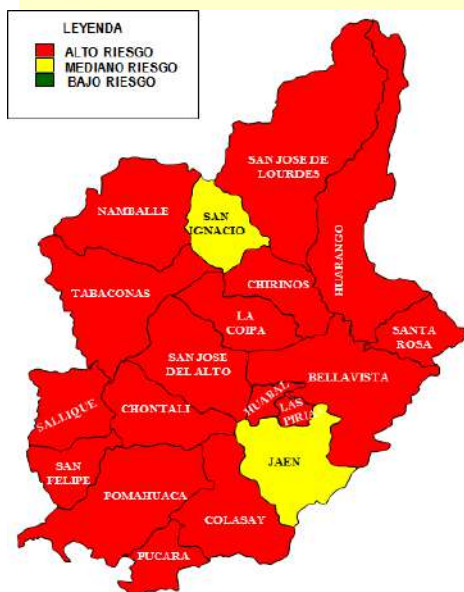 LEYENDA
ALTO RIESGO
MEDIANO RIESGO
BAJO RIESGO
SAN JOSE DE
LOURDES
NAMBALLE
SAN
IGNACIO
HUARANGO
TABACONAS
CHIRINOS
LA
COIPA
SANTA
ROSA
SAN JOSE
DEL ALTO
BELLAVISTA
HUABAL
LAS
PIRIA
SALLIQUE
CHONTALI
JAEN
SAN
FELIPE
POMAHUACA
COLASAY
PUCARA